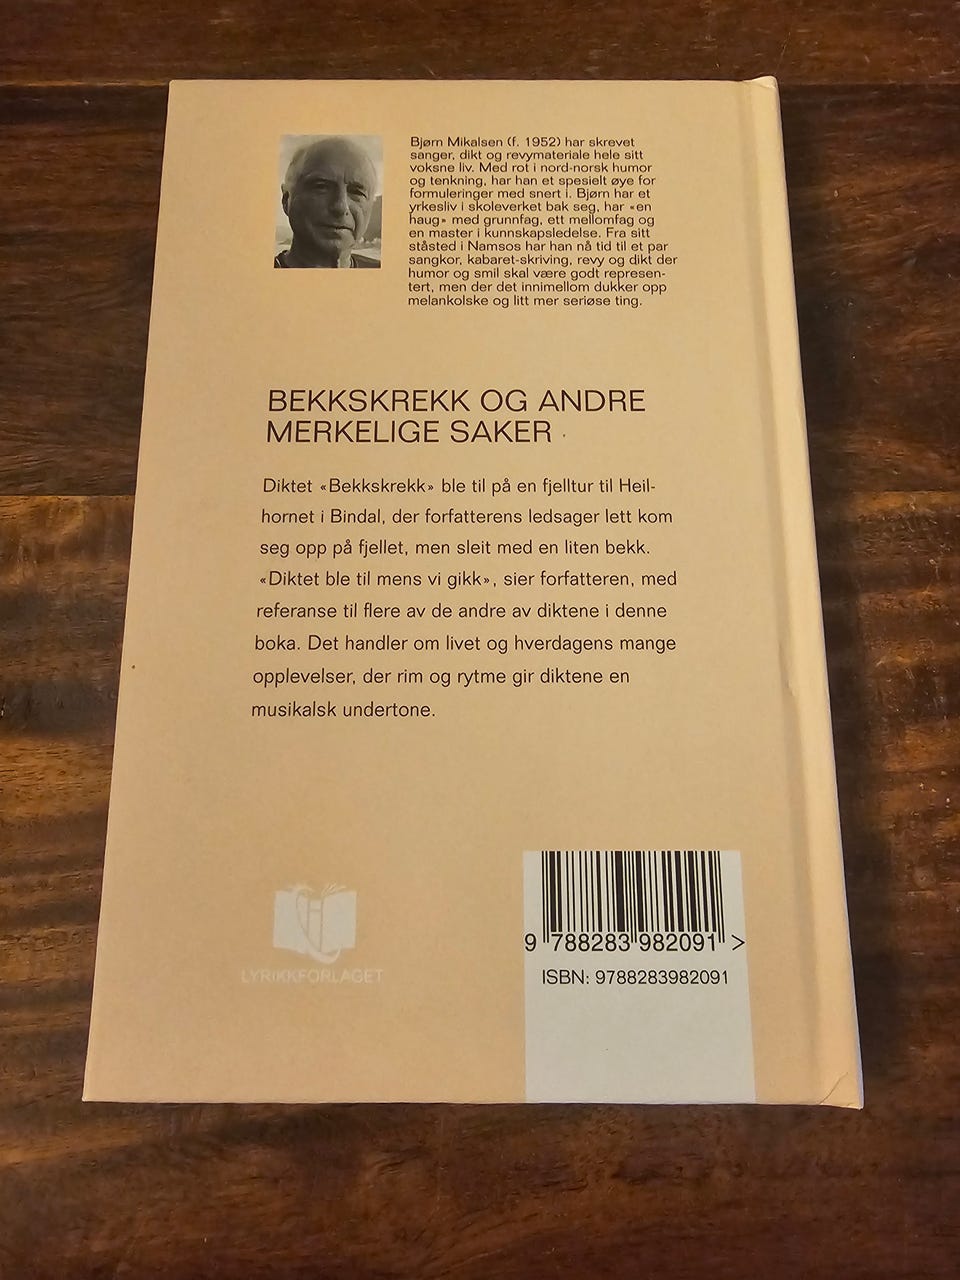 Bjørn Mikalsen (f. 1952) har skrevet
sanger, dikt og revymateriale hele sitt
voksne liv. Med rot i nord-norsk humor
og tenkning, har han et spesielt øye for
formuleringer med snert i. Bjørn har et
yrkesliv i skoleverket bak seg, har «en
haug» med grunnfag, ett mellomfag og
en master i kunnskapsledelse. Fra sitt
ståsted i Namsos har han nå tid til et par
sangkor, kabaret-skriving, revy og dikt der
humor og smil skal være godt represen-
tert, men der det innimellom dukker opp
melankolske og litt mer seriøse ting.
BEKKSKREKK OG ANDRE
MERKELIGE SAKER
Diktet «Bekkskrekk» ble til på en fjelltur til Heil-
hornet i Bindal, der forfatterens ledsager lett kom
seg opp på fjellet, men sleit med en liten bekk.
«Diktet ble til mens vi gikk», sier forfatteren, med
referanse til flere av de andre av diktene i denne
boka. Det handler om livet og hverdagens mange
opplevelser, der rim og rytme gir diktene en
musikalsk undertone.
LYRIKKFORLAGET
9 788283 982091 >
ISBN: 9788283982091